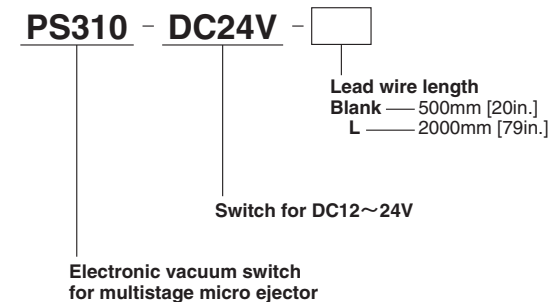 PS310 - DC24V -
Lead wire length
Blank — 500mm [20in.]
L — 2000mm [79in.]
Switch for DC12～24V
Electronic vacuum switch
for multistage micro ejector